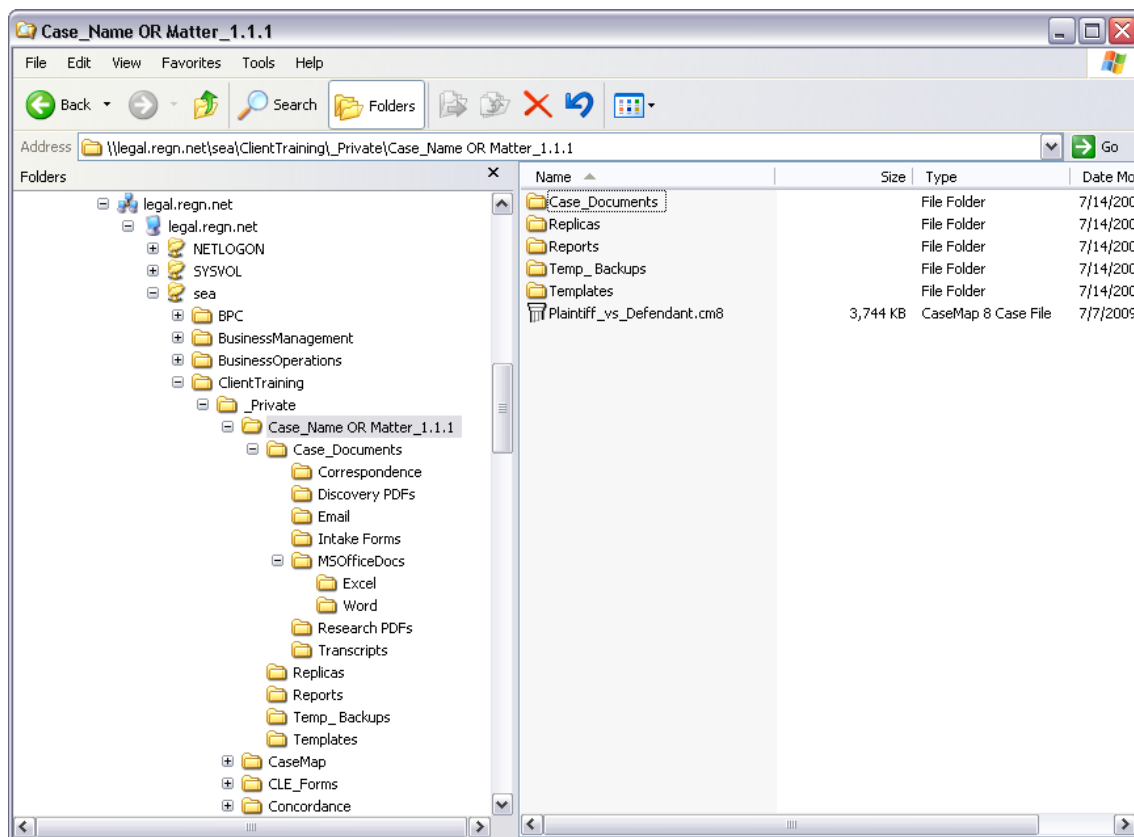 Case_Name OR Matter_1.1.1
File Edit View Favorites Tools Help
Back Search Folders
Address \\legal.regn.net\sea\ClientTraining\_Private\Case_Name OR Matter_1.1.1 Go
Folders x
legal.regn.net
legal.regn.net
NETLOGON
SYSVOL
sea
BPC
BusinessManagement
BusinessOperations
ClientTraining
_Private
Case_Name OR Matter_1.1.1
Case_Documents
Correspondence
Discovery PDFs
Email
Intake Forms
MSOfficeDocs
Excel
Word
Research PDFs
Transcripts
Replicas
Reports
Temp_ Backups
Templates
CaseMap
CLE_Forms
Concordance
Name Size Type Date Mo
Case_Documents File Folder 7/14/200
Replicas File Folder 7/14/200
Reports File Folder 7/14/200
Temp_ Backups File Folder 7/14/200
Templates File Folder 7/14/200
Plaintiff_vs_Defendant.cm8 3,744 KB CaseMap 8 Case File 7/7/2009